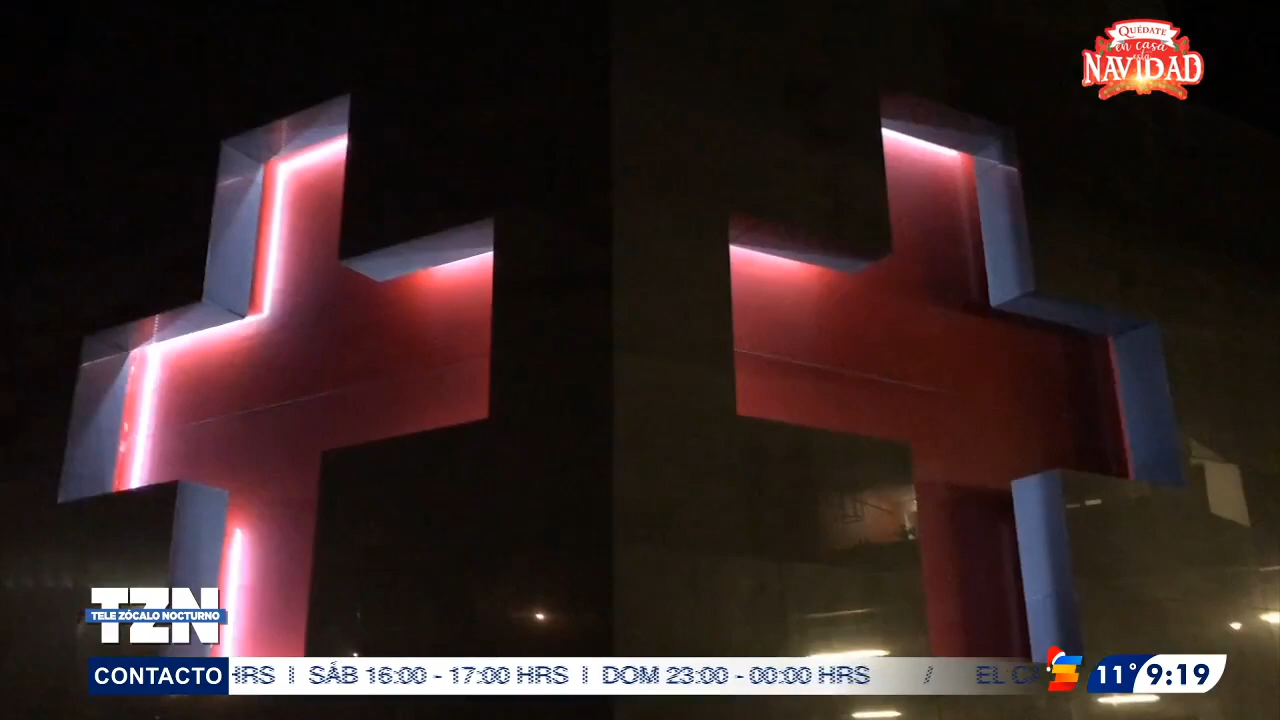 QUÉDATE
en casa
esta
NAVIDAD
TZN
TELE ZÓCALO NOCTURNO
CONTACTO
HRS | SÁB 16:00 - 17:00 HRS | DOM 23:00 - 00:00 HRS / EL
11° 9:19